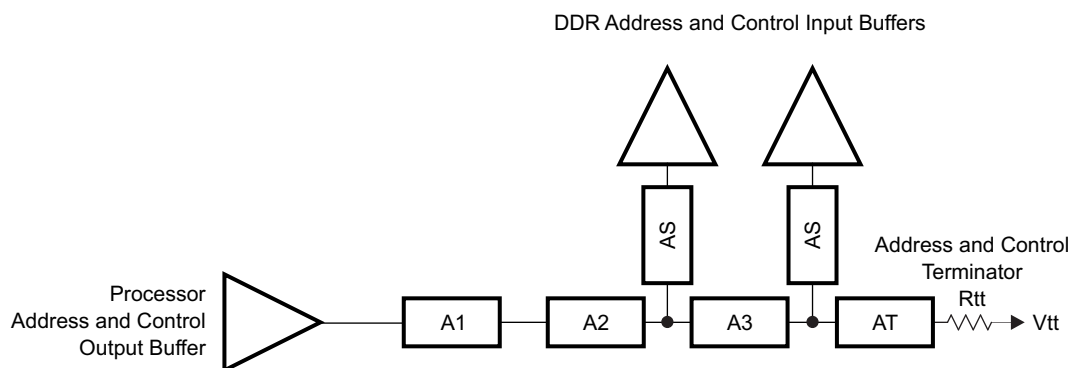 DDR Address and Control Input Buffers
AS
AS
Processor
Address and Control
Output Buffer
A1
A2
A3
AT
Address and Control
Terminator
Rtt
Vtt